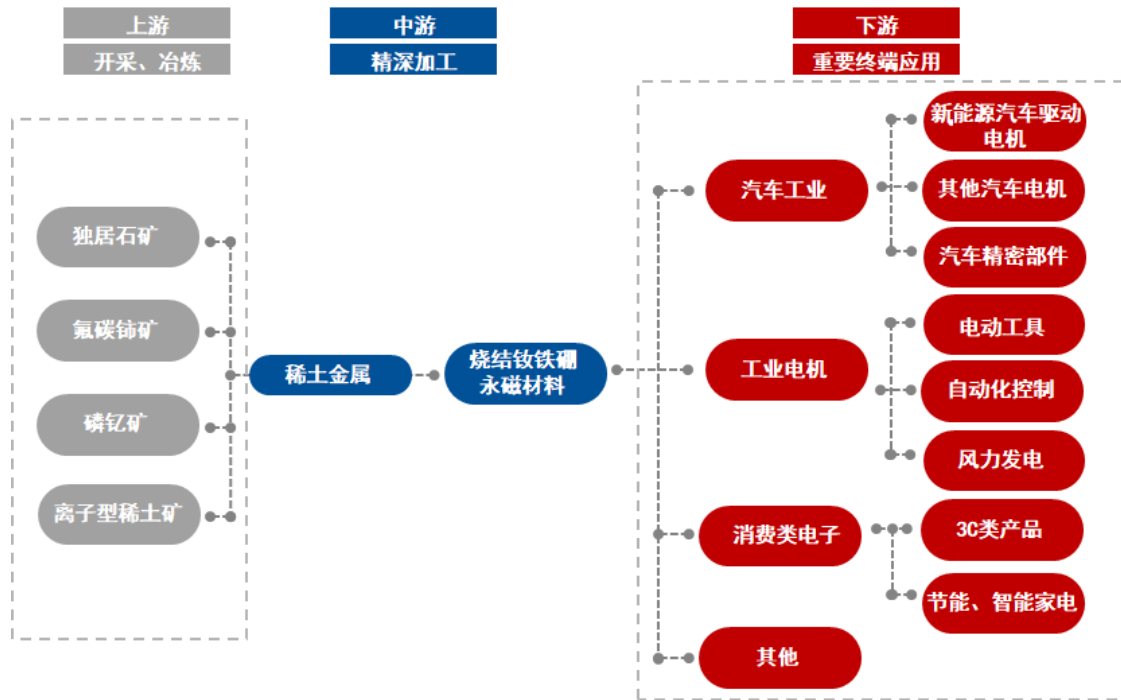 上游
开采、冶炼
中游
精深加工
下游
重要终端应用
独居石矿
氟碳铈矿
磷钇矿
离子型稀土矿
稀土金属
烧结钕铁硼
永磁材料
汽车工业
新能源汽车驱动
电机
其他汽车电机
汽车精密部件
工业电机
电动工具
自动化控制
风力发电
消费类电子
3C类产品
节能、智能家电
其他